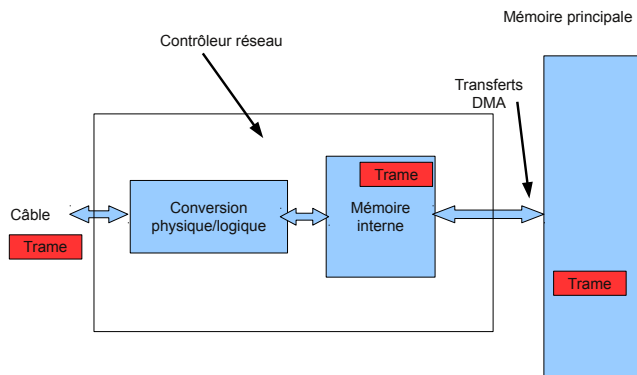 Mémoire principale
Contrôleur réseau
Transferts
DMA
Trame
Conversion
physique/logique
Mémoire
interne
Câble
Trame
Trame